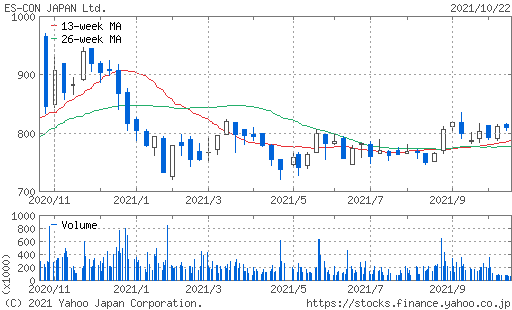 ES-CON JAPAN Ltd. 2021/10/22
13-week MA
26-week MA
1000
900
800
700
2020/11 2021/1 2021/3 2021/5 2021/7 2021/9
Volume
1000
800
600
400
200
0
(x1000)
2020/11 2021/1 2021/3 2021/5 2021/7 2021/9
(C) 2021 Yahoo Japan Corporation. https://stocks.finance.yahoo.co.jp/